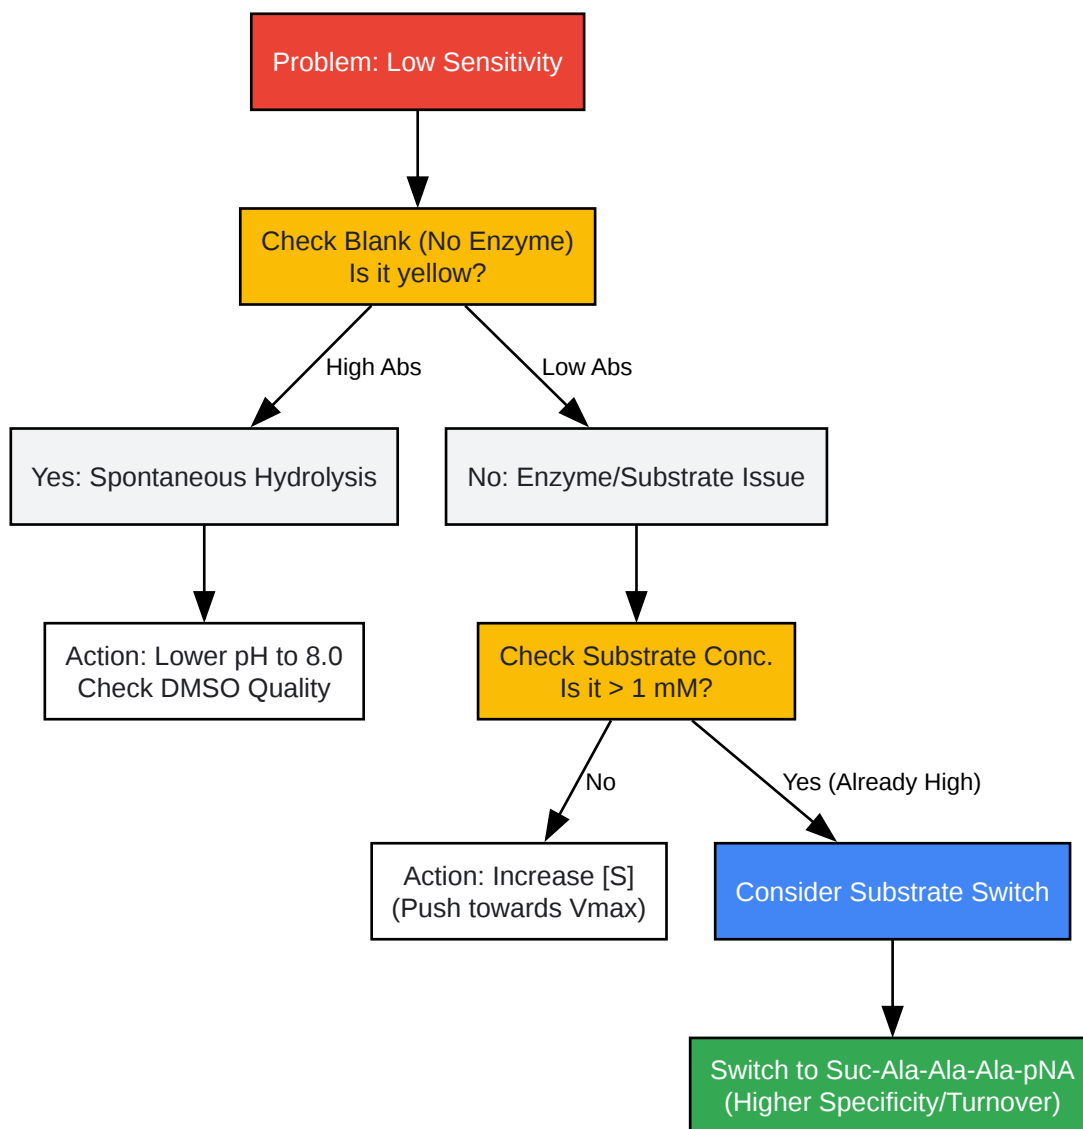 Problem: Low Sensitivity
Check Blank (No Enzyme)
Is it yellow?
High Abs
Low Abs
Yes: Spontaneous Hydrolysis
No: Enzyme/Substrate Issue
Action: Lower pH to 8.0
Check DMSO Quality
Check Substrate Conc.
Is it > 1 mM?
No
Yes (Already High)
Action: Increase [S]
(Push towards Vmax)
Consider Substrate Switch
Switch to Suc-Ala-Ala-Ala-pNA
(Higher Specificity/Turnover)